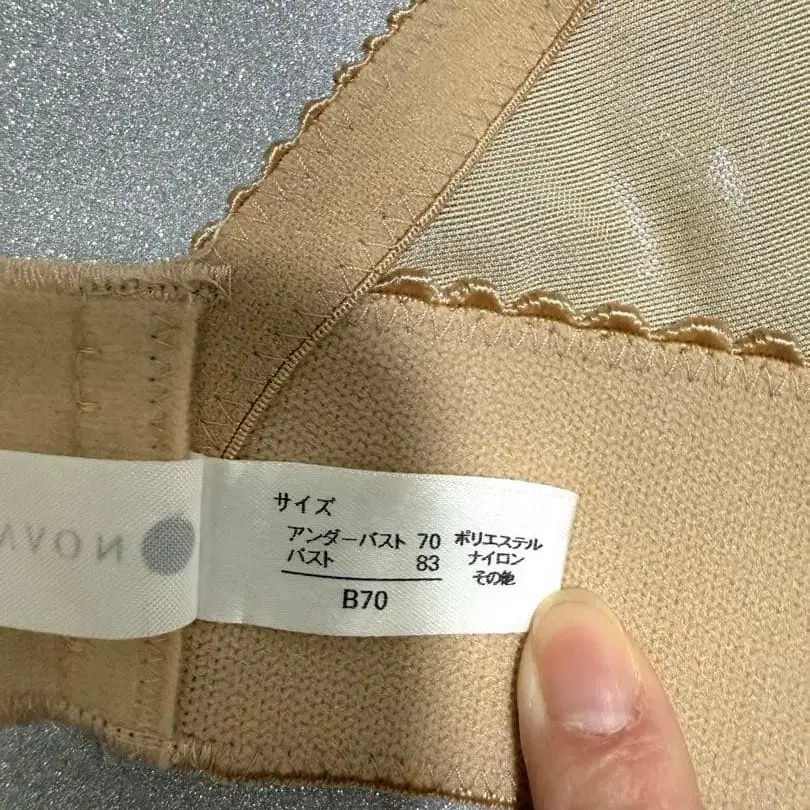 サイズ
アンダーバスト 70
バスト 83
B70
ポリエステル
ナイロン
その他
NOVA